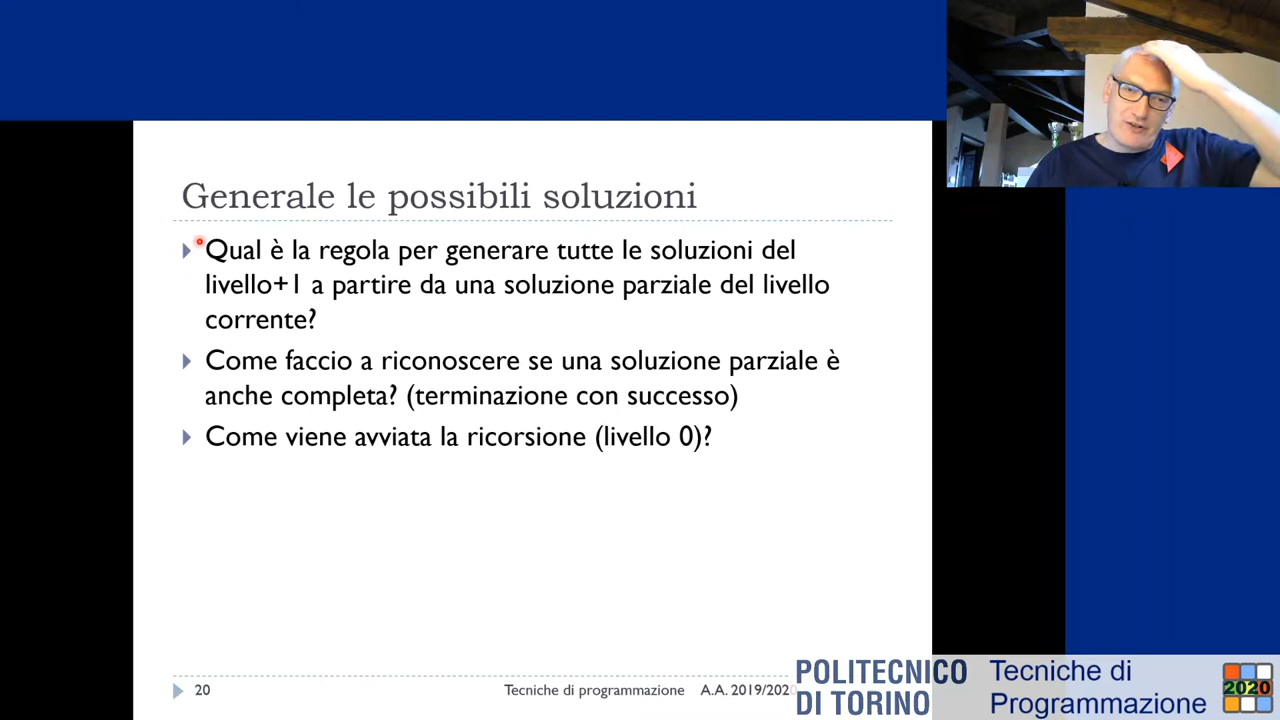 Generale le possibili soluzioni
Qual è la regola per generare tutte le soluzioni del
livello+1 a partire da una soluzione parziale del livello
corrente?
Come faccio a riconoscere se una soluzione parziale è
anche completa? (terminazione con successo)
Come viene avviata la ricorsione (livello 0)?
20
Tecniche di programmazione A.A. 2019/2020
POLITECNICO
DI TORINO
Tecniche di
Programmazione
2020